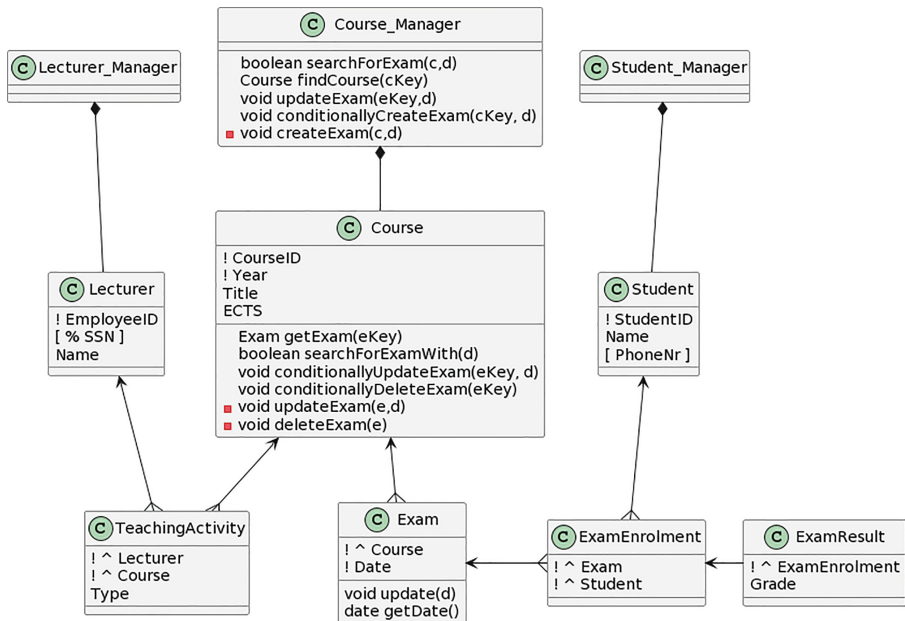 C Lecturer_Manager
C Course_Manager
boolean searchForExam(c,d)
Course findCourse(cKey)
void updateExam(eKey,d)
void conditionallyCreateExam(cKey, d)
void createExam(c,d)
C Student_Manager
C Course
! CourseID
! Year
Title
ECTS
Exam getExam(eKey)
boolean searchForExamWith(d)
void conditionallyUpdateExam(eKey, d)
void conditionallyDeleteExam(eKey)
void updateExam(e,d)
void deleteExam(e)
C Lecturer
! EmployeeID
[ % SSN ]
Name
C Student
! StudentID
Name
[ PhoneNr ]
C TeachingActivity
! ^ Lecturer
! ^ Course
Type
C Exam
! ^ Course
! Date
void update(d)
date getDate()
C ExamEnrolment
! ^ Exam
! ^ Student
C ExamResult
! ^ ExamEnrolment
Grade